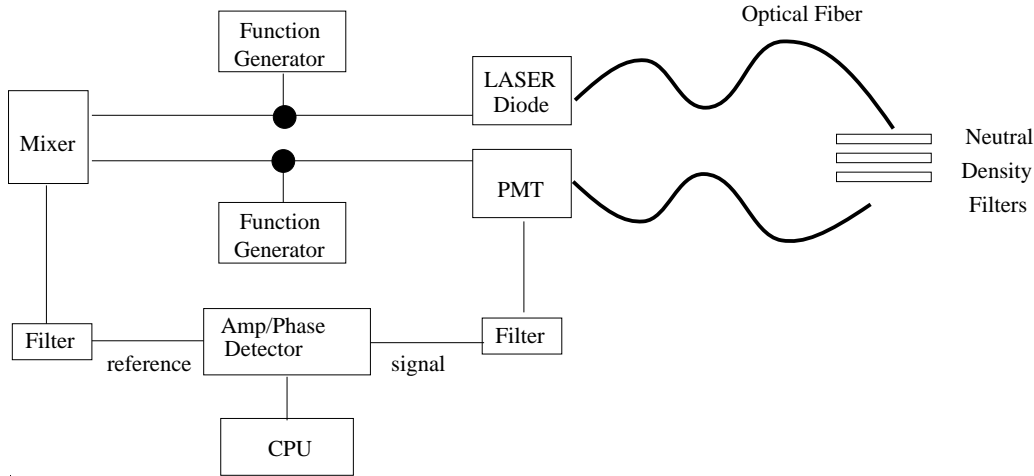 Optical Fiber
Function
Generator
LASER
Diode
Mixer
Neutral
Density
Filters
PMT
Function
Generator
Filter
reference
Amp/Phase
Detector
signal
Filter
CPU